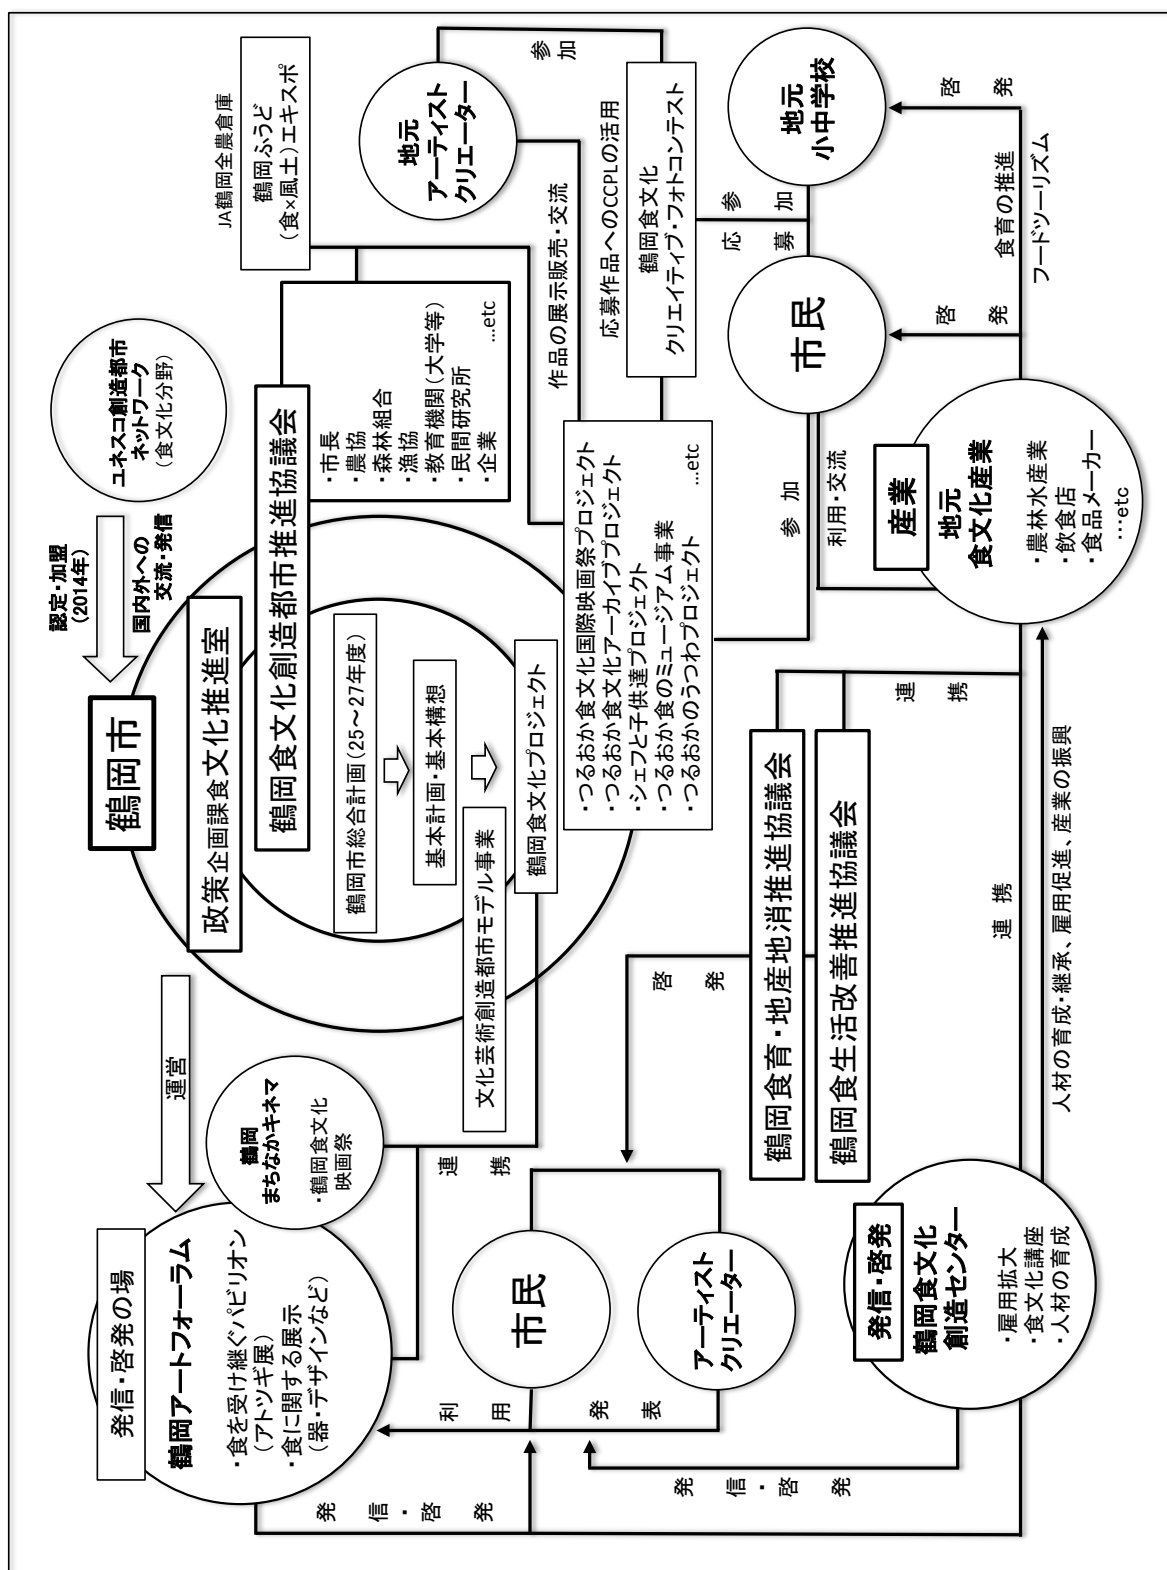 発信・啓発の場
鶴岡アートフォーラム
・食を受け継ぐパビリオン
(アトツギ展)
・食に関する展示
(器・デザインなど)
運営
鶴岡
まちなかキネマ
・鶴岡食文化
映画祭
連携
鶴岡市
政策企画課食文化推進室
鶴岡食文化創造都市推進協議会
認定・加盟
(2014年)
国内外への
交流・発信
ユネスコ創造都市
ネットワーク
(食文化分野)
・市長
・農協
・森林組合
・漁協
・教育機関(大学等)
・民間研究所
・企業
…etc
JA鶴岡全農倉庫
鶴岡ふうど
(食×風土)エキスポ
地元
アーティスト
クリエーター
参加
鶴岡市総合計画(25~27年度)
基本計画・基本構想
文化芸術創造都市モデル事業
鶴岡食文化プロジェクト
・つるおか食文化国際映画祭プロジェクト
・つるおか食文化アーカイブプロジェクト
・シェフと子供達プロジェクト
・つるおか食のミュージアム事業
・つるおかのうつわプロジェクト
…etc
作品の展示販売・交流
応募作品へのCCPLの活用
鶴岡食文化
クリエイティブ・フォトコンテスト
応募
参加
地元
小中学校
市民
参加
利用・交流
啓発
啓発
食育の推進
フードツーリズム
産業
地元
食文化産業
・農林水産業
・飲食店
・食品メーカー
…etc
市民
アーティスト
クリエーター
利用
発表
発信・啓発
発信・啓発
啓発
鶴岡食育・地産地消推進協議会
鶴岡食生活改善推進協議会
連携
連携
人材の育成・継承、雇用促進、産業の振興
発信・啓発
鶴岡食文化
創造センター
・雇用拡大
・食文化講座
・人材の育成